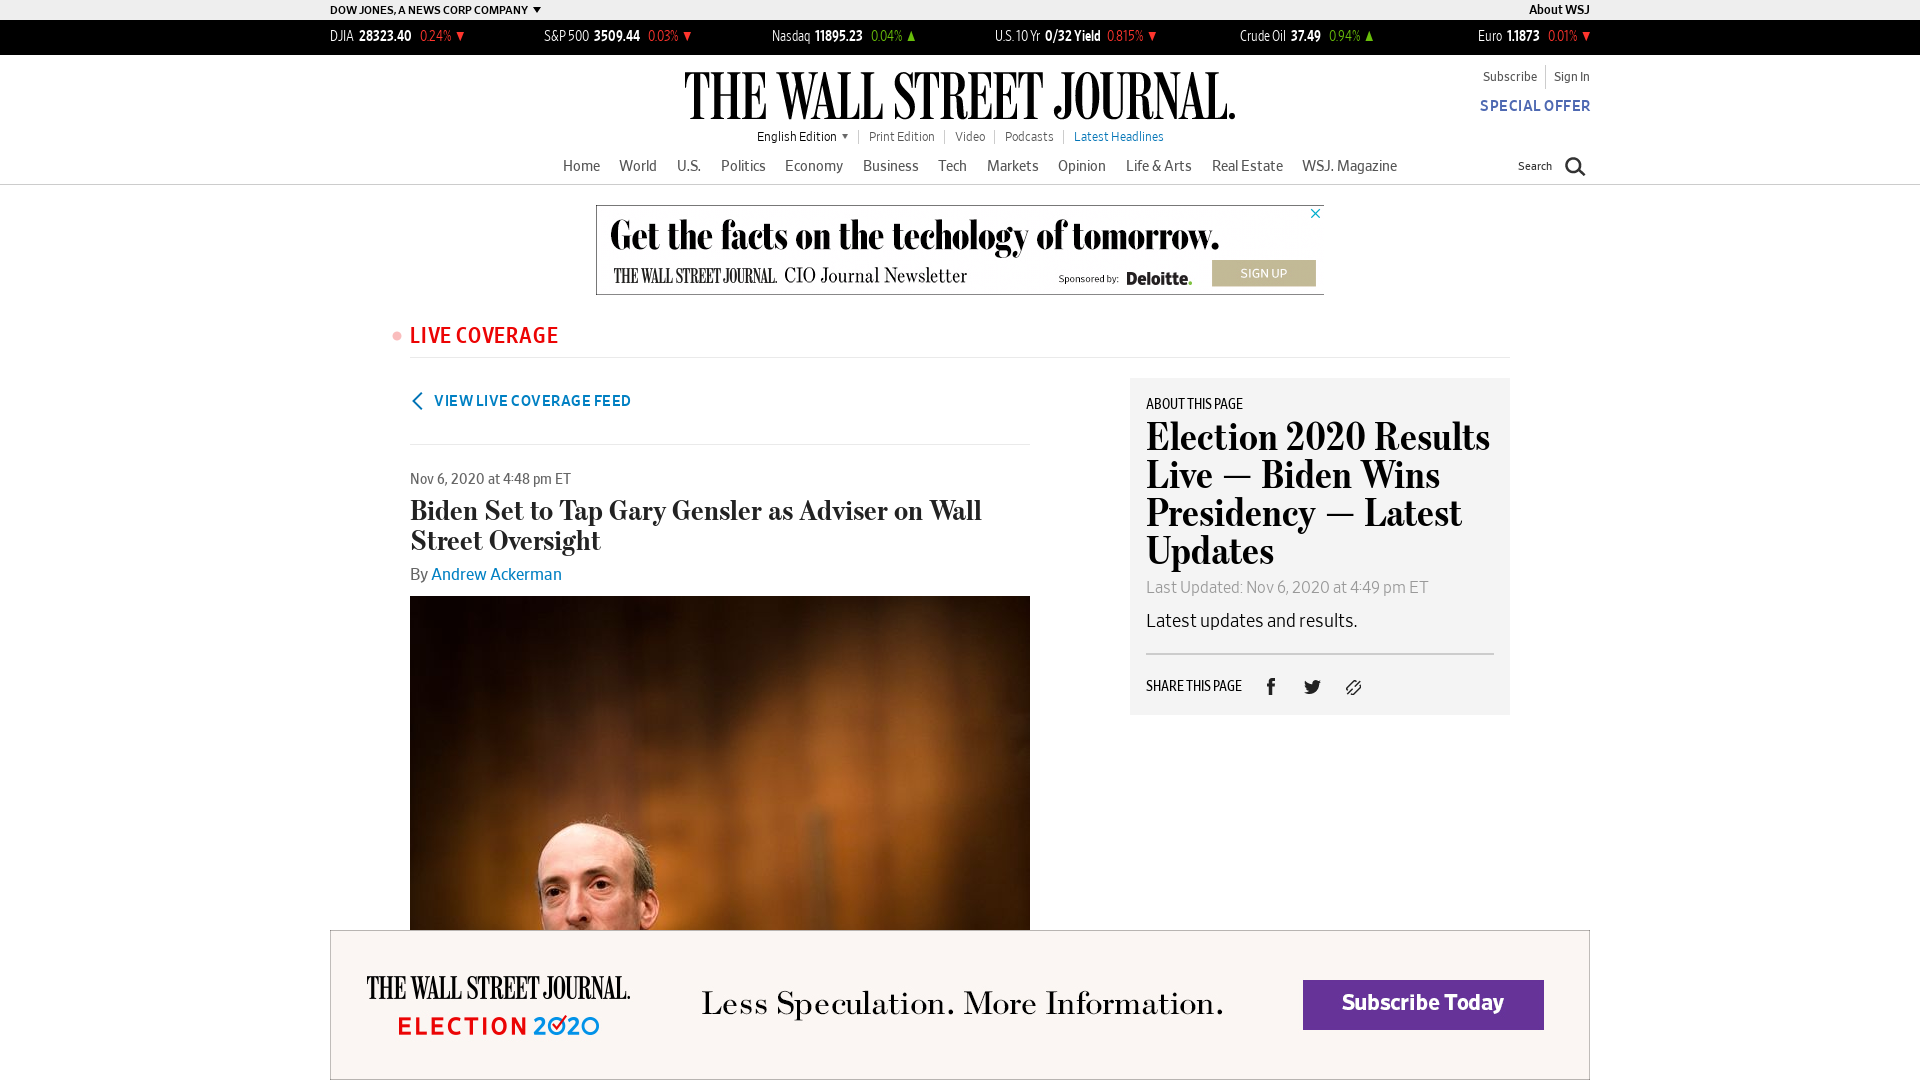 DOW JONES, A NEWS CORP COMPANY
About WSJ
DJIA 28323.40 0.24%
S&P 500 3509.44 0.03%
Nasdaq 11895.23 0.04%
U.S. 10 Yr 0/32 Yield 0.815%
Crude Oil 37.49 0.94%
Euro 1.1873 0.01%
THE WALL STREET JOURNAL.
Subscribe
Sign In
SPECIAL OFFER
English Edition
Print Edition
Video
Podcasts
Latest Headlines
Home World U.S. Politics Economy Business Tech Markets Opinion Life & Arts Real Estate WSJ. Magazine
Search
Get the facts on the techology of tomorrow.
THE WALL STREET JOURNAL. CIO Journal Newsletter
Sponsored by: Deloitte.
SIGN UP
LIVE COVERAGE
VIEW LIVE COVERAGE FEED
Nov 6, 2020 at 4:48 pm ET
Biden Set to Tap Gary Gensler as Adviser on Wall
Street Oversight
By Andrew Ackerman
ABOUT THIS PAGE
Election 2020 Results
Live — Biden Wins
Presidency — Latest
Updates
Last Updated: Nov 6, 2020 at 4:49 pm ET
Latest updates and results.
SHARE THIS PAGE
THE WALL STREET JOURNAL.
ELECTION 2020
Less Speculation. More Information.
Subscribe Today